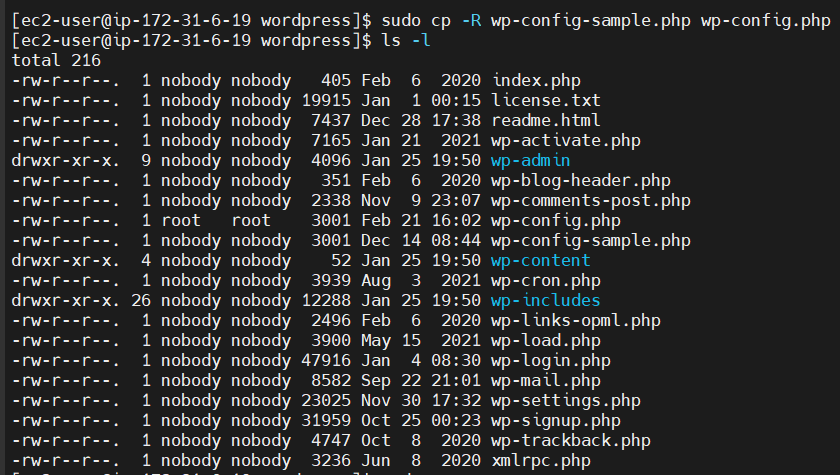 [ec2-user@ip-172-31-6-19 wordpress]$ sudo cp -R wp-config-sample.php wp-config.php
[ec2-user@ip-172-31-6-19 wordpress]$ ls -l
total 216
-rw-r--r--.  1 nobody nobody   405 Feb  6  2020 index.php
-rw-r--r--.  1 nobody nobody 19915 Jan  1 00:15 license.txt
-rw-r--r--.  1 nobody nobody  7437 Dec 28 17:38 readme.html
-rw-r--r--.  1 nobody nobody  7165 Jan 21  2021 wp-activate.php
drwxr-xr-x.  9 nobody nobody  4096 Jan 25 19:50 wp-admin
-rw-r--r--.  1 nobody nobody   351 Feb  6  2020 wp-blog-header.php
-rw-r--r--.  1 nobody nobody  2338 Nov  9 23:07 wp-comments-post.php
-rw-r--r--.  1 root   root    3001 Feb 21 16:02 wp-config.php
-rw-r--r--.  1 nobody nobody  3001 Dec 14 08:44 wp-config-sample.php
drwxr-xr-x.  4 nobody nobody    52 Jan 25 19:50 wp-content
-rw-r--r--.  1 nobody nobody  3939 Aug  3  2021 wp-cron.php
drwxr-xr-x. 26 nobody nobody 12288 Jan 25 19:50 wp-includes
-rw-r--r--.  1 nobody nobody  2496 Feb  6  2020 wp-links-opml.php
-rw-r--r--.  1 nobody nobody  3900 May 15  2021 wp-load.php
-rw-r--r--.  1 nobody nobody 47916 Jan  4 08:30 wp-login.php
-rw-r--r--.  1 nobody nobody  8582 Sep 22 21:01 wp-mail.php
-rw-r--r--.  1 nobody nobody 23025 Nov 30 17:32 wp-settings.php
-rw-r--r--.  1 nobody nobody 31959 Oct 25 00:23 wp-signup.php
-rw-r--r--.  1 nobody nobody  4747 Oct  8  2020 wp-trackback.php
-rw-r--r--.  1 nobody nobody  3236 Jun  8  2020 xmlrpc.php